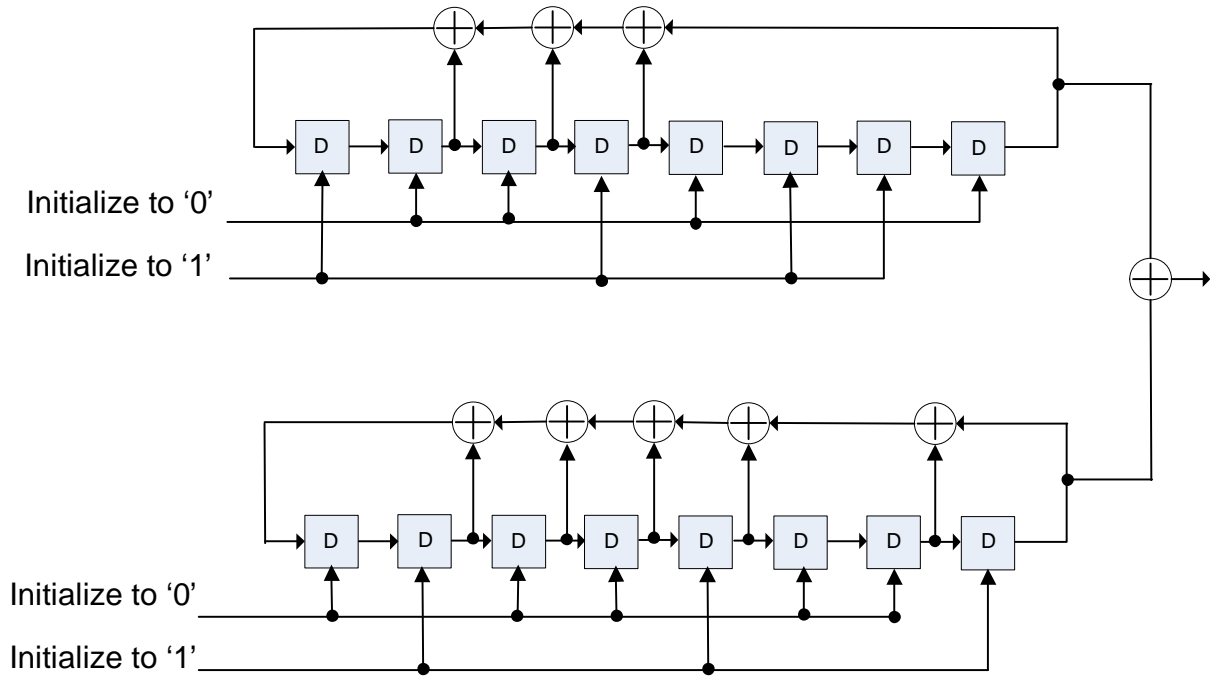 D D D D D D D D
Initialize to ‘0’
Initialize to ‘1’
D D D D D D D D
Initialize to ‘0’
Initialize to ‘1’